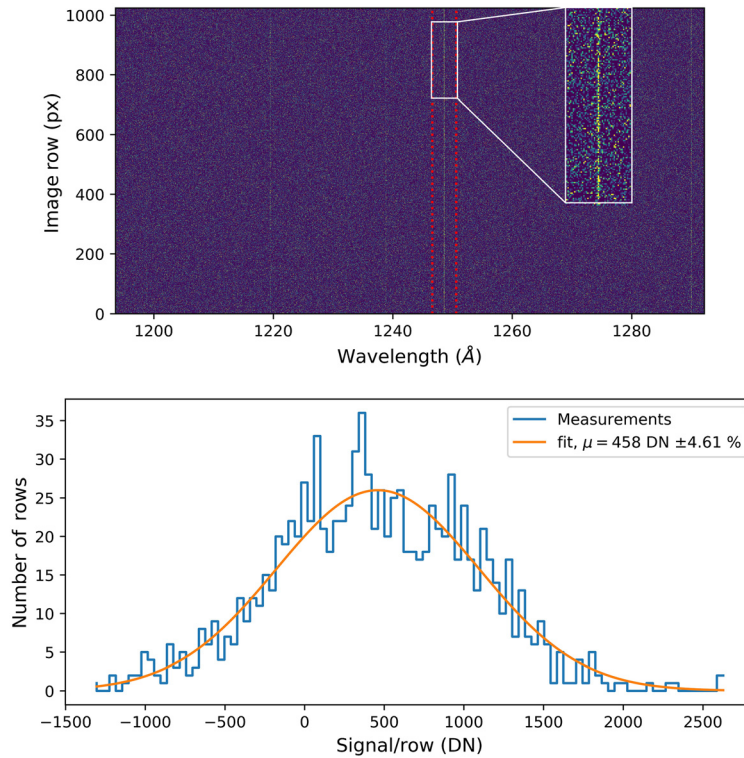 1000
800
600
400
200
0
Image row (px)
1200 1220 1240 1260 1280
Wavelength (Å)
35
30
25
20
15
10
5
0
Number of rows
Measurements
fit, μ = 458 DN ±4.61 %
−1500 −1000 −500 0 500 1000 1500 2000 2500
Signal/row (DN)